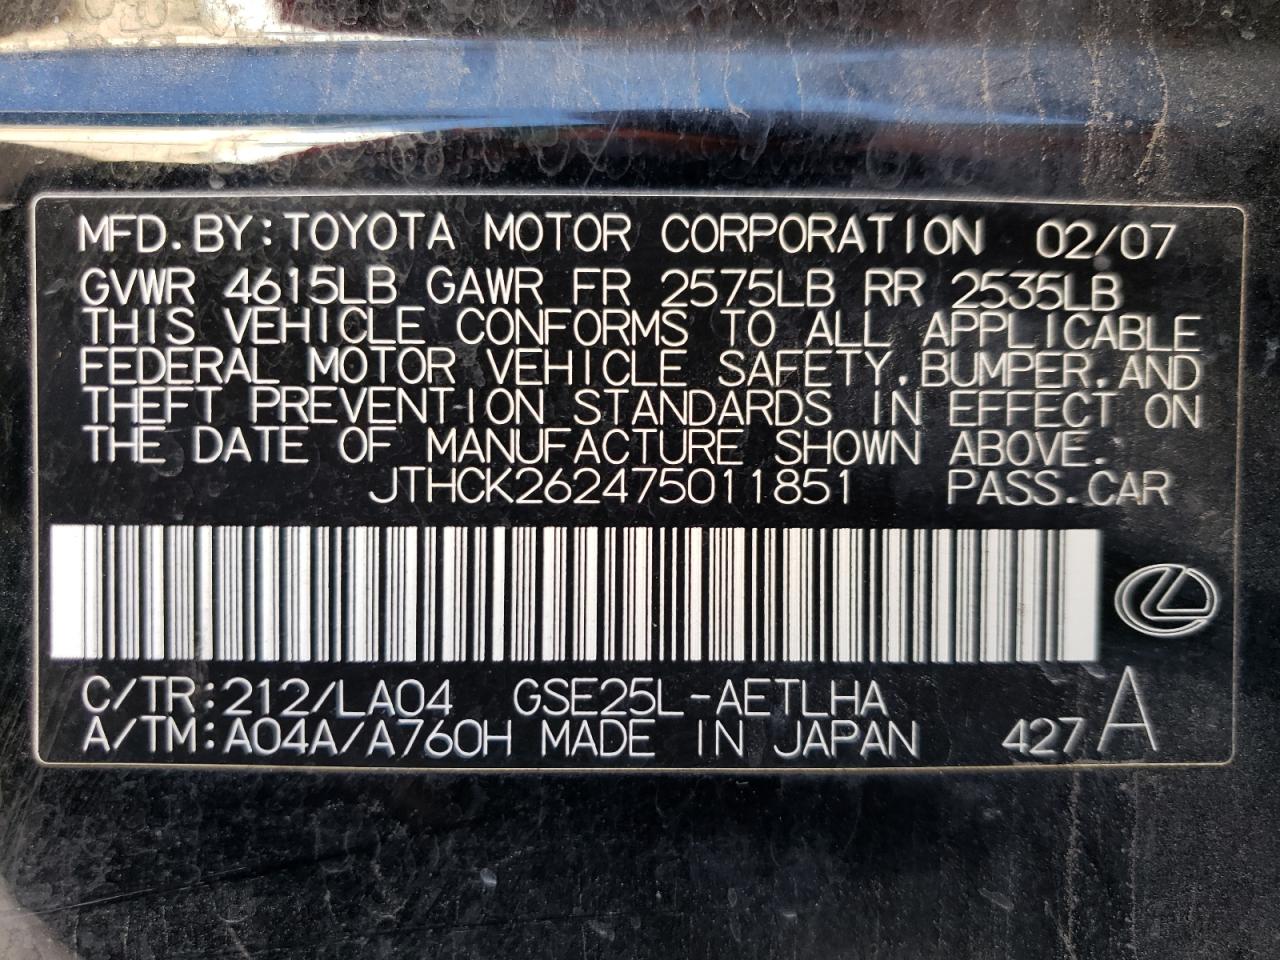 MFD.BY:TOYOTA MOTOR CORPORATION 02/07
GVWR 4615LB GAWR FR 2575LB RR 2535LB
THIS VEHICLE CONFORMS TO ALL APPLICABLE
FEDERAL MOTOR VEHICLE SAFETY,BUMPER,AND
THEFT PREVENTION STANDARDS IN EFFECT ON
THE DATE OF MANUFACTURE SHOWN ABOVE.
JTHCK262475011851 PASS.CAR
C/TR:212/LA04 GSE25L-AETLHA
A/TM:A04A/A760H MADE IN JAPAN 427 A